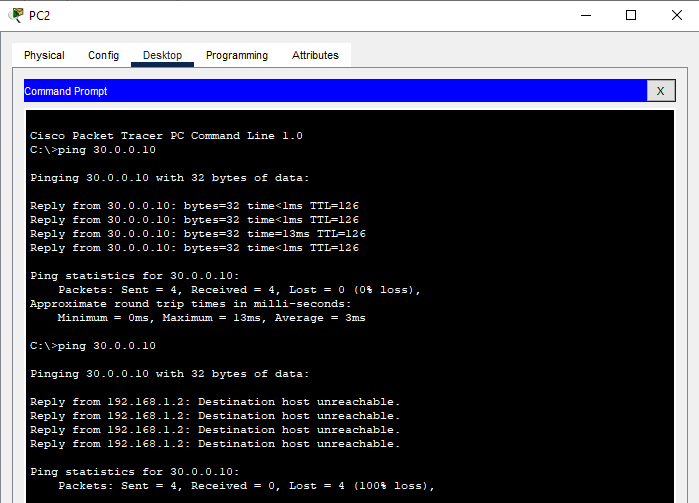 PC2
Physical Config Desktop Programming Attributes
Command Prompt X
Cisco Packet Tracer PC Command Line 1.0
C:\>ping 30.0.0.10
Pinging 30.0.0.10 with 32 bytes of data:
Reply from 30.0.0.10: bytes=32 time<1ms TTL=126
Reply from 30.0.0.10: bytes=32 time<1ms TTL=126
Reply from 30.0.0.10: bytes=32 time=13ms TTL=126
Reply from 30.0.0.10: bytes=32 time<1ms TTL=126
Ping statistics for 30.0.0.10:
Packets: Sent = 4, Received = 4, Lost = 0 (0% loss),
Approximate round trip times in milli-seconds:
Minimum = 0ms, Maximum = 13ms, Average = 3ms
C:\>ping 30.0.0.10
Pinging 30.0.0.10 with 32 bytes of data:
Reply from 192.168.1.2: Destination host unreachable.
Reply from 192.168.1.2: Destination host unreachable.
Reply from 192.168.1.2: Destination host unreachable.
Reply from 192.168.1.2: Destination host unreachable.
Ping statistics for 30.0.0.10:
Packets: Sent = 4, Received = 0, Lost = 4 (100% loss),